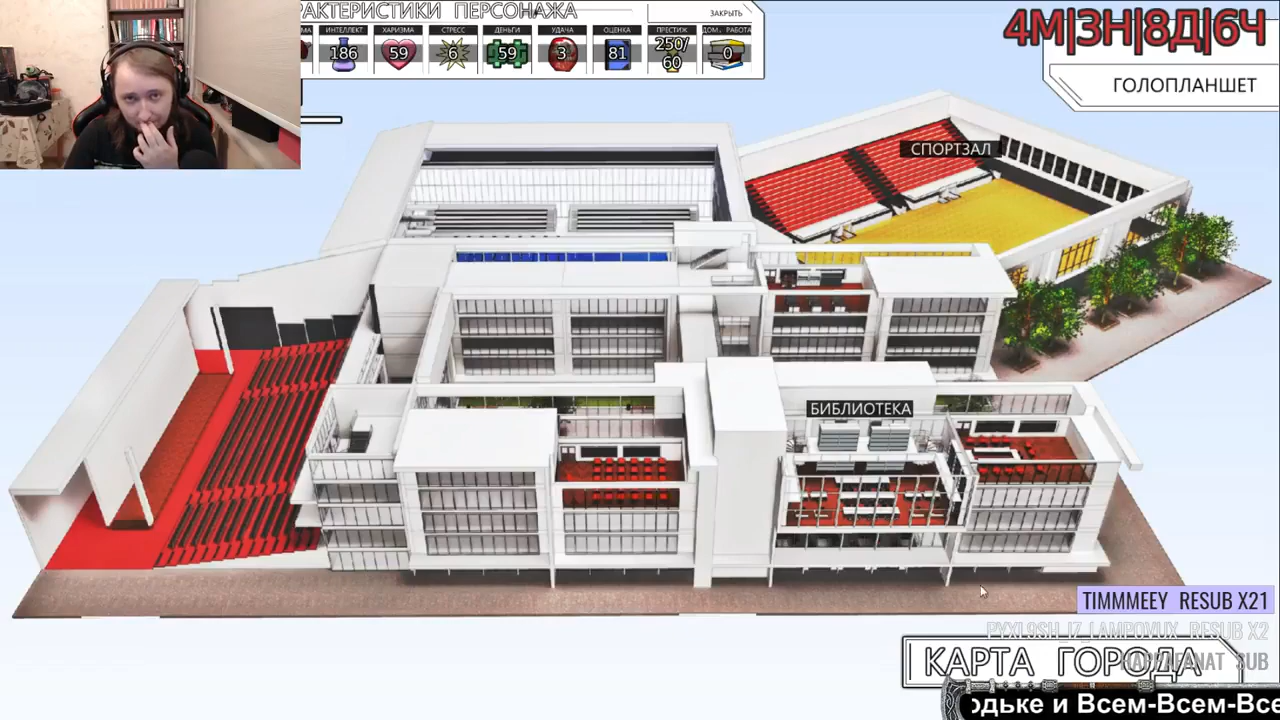 АКТЕРИСТИКИ ПЕРСОНАЖА
ЗАКРЫТЬ
ИНТЕЛЛЕКТ
ХАРИЗМА
СТРЕСС
ДЕНЬГИ
УДАЧА
ОЦЕНКА
ПРЕСТИЖ
ДОМ. РАБОТА
186
59
6
59
3
81
250/
60
0
4М|3Н|8Д|6Ч
ГОЛОПЛАНШЕТ
СПОРТЗАЛ
БИБЛИОТЕКА
TIMMMEEY RESUB X21
PYXL9SH_IZ_LAMPOVUX RESUB X2
SUB
КАРТА ГОРОДА
одьке и Всем-Всем-Все